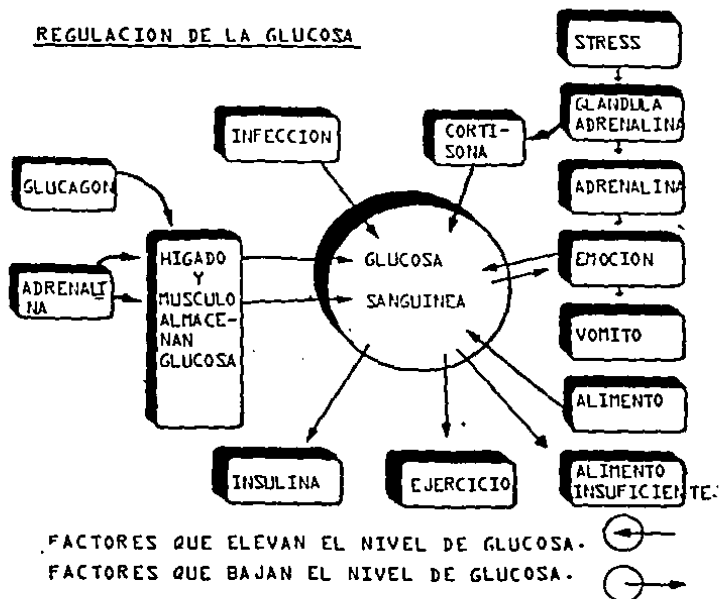 REGULACION DE LA GLUCOSA
STRESS
GLANDULA
ADRENALINA
INFECCION
CORTI-
SONA
GLUCAGON
ADRENALINA
HIGADO
Y
MUSCULO
ALMACE-
NAN
GLUCOSA
GLUCOSA
SANGUINEA
EMOCION
ADRENALI
NA
VOMITO
ALIMENTO
INSULINA
EJERCICIO
ALIMENTO
INSUFICIENTE.
FACTORES QUE ELEVAN EL NIVEL DE GLUCOSA.
FACTORES QUE BAJAN EL NIVEL DE GLUCOSA.